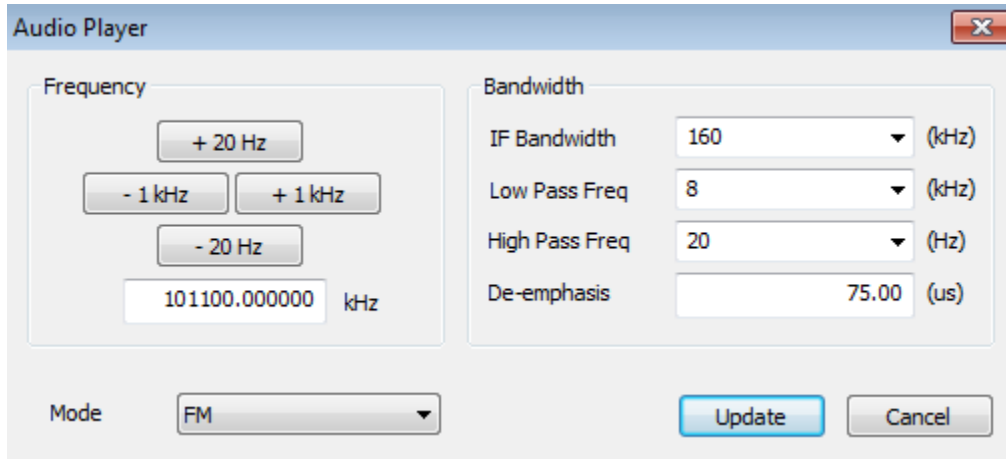 Audio Player
Frequency
+ 20 Hz
- 1 kHz + 1 kHz
- 20 Hz
101100.000000 kHz
Bandwidth
IF Bandwidth 160 (kHz)
Low Pass Freq 8 (kHz)
High Pass Freq 20 (Hz)
De-emphasis 75.00 (us)
Mode FM
Update Cancel